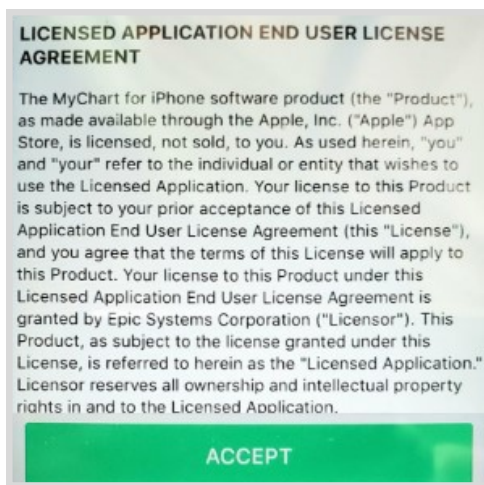 LICENSED APPLICATION END USER LICENSE
AGREEMENT
The MyChart for iPhone software product (the "Product"),
as made available through the Apple, Inc. ("Apple") App
Store, is licensed, not sold, to you. As used herein, "you"
and "your" refer to the individual or entity that wishes to
use the Licensed Application. Your license to this Product
is subject to your prior acceptance of this Licensed
Application End User License Agreement (this "License"),
and you agree that the terms of this License will apply to
this Product. Your license to this Product under this
Licensed Application End User License Agreement is
granted by Epic Systems Corporation ("Licensor"). This
Product, as subject to the license granted under this
License, is referred to herein as the "Licensed Application."
Licensor reserves all ownership and intellectual property
rights in and to the Licensed Application.
ACCEPT